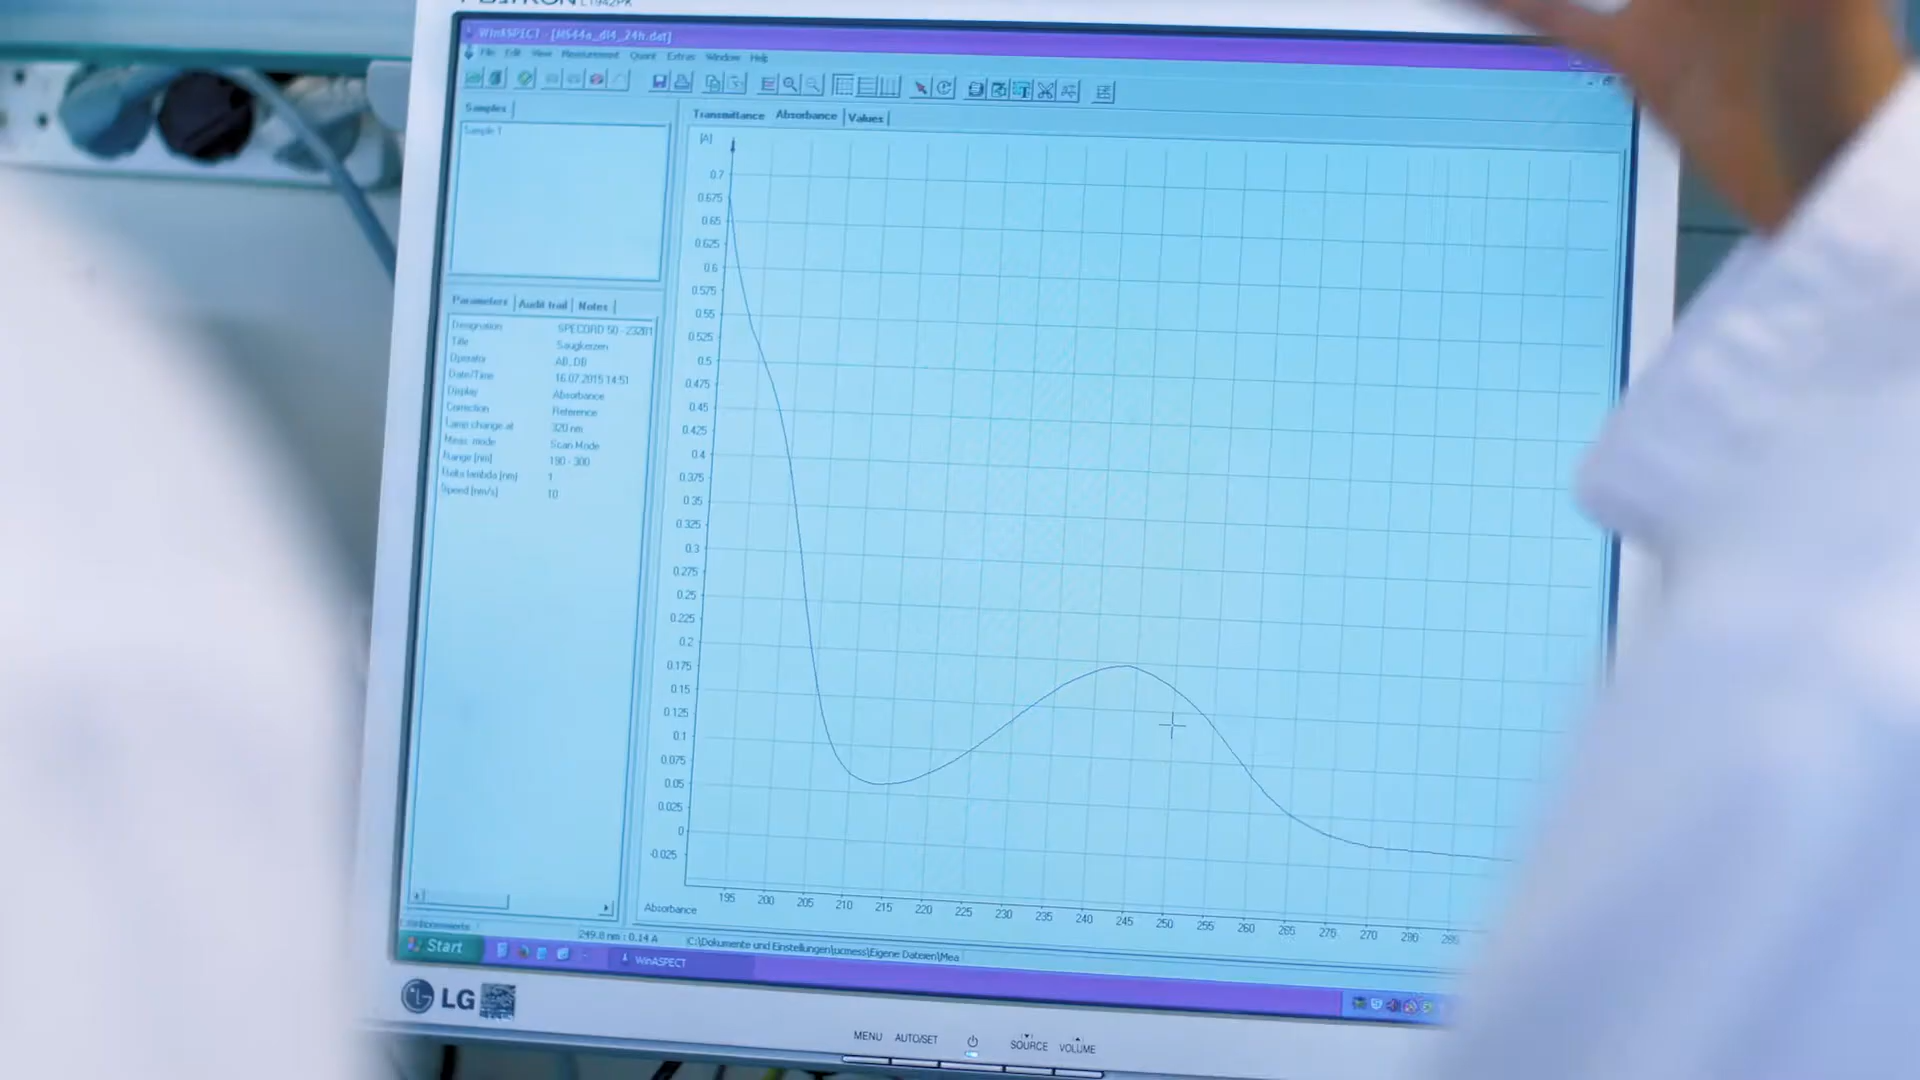 WinASPECT - [MS44a_dl4_24h.dat]
File Edit View Measurement Quant Extras Window Help
Samples
Sample 1
Transmittance Absorbance Values
[A]
0.7
0.675
0.65
0.625
0.6
0.575
0.55
0.525
0.5
0.475
0.45
0.425
0.4
0.375
0.35
0.325
0.3
0.275
0.25
0.225
0.2
0.175
0.15
0.125
0.1
0.075
0.05
0.025
0
-0.025
195 200 205 210 215 220 225 230 235 240 245 250 255 260 265 270 275 280
Absorbance
Parameters Audit trail Notes
Designation SPECORD 50 - 232B1
Title Saugkerzen
Operator AB_DB
Date/Time 16.07.2015 14:51
Display Absorbance
Correction Reference
Lamp change at 320 nm
Meas. mode Scan Mode
Range [nm] 190 - 300
Delta lambda [nm] 1
Speed [nm/s] 10
249.8 nm : 0.14 A C:\Dokumente und Einstellungen\ucmess\Eigene Dateien\Mea
Start WinASPECT
LG
MENU AUTO/SET SOURCE VOLUME